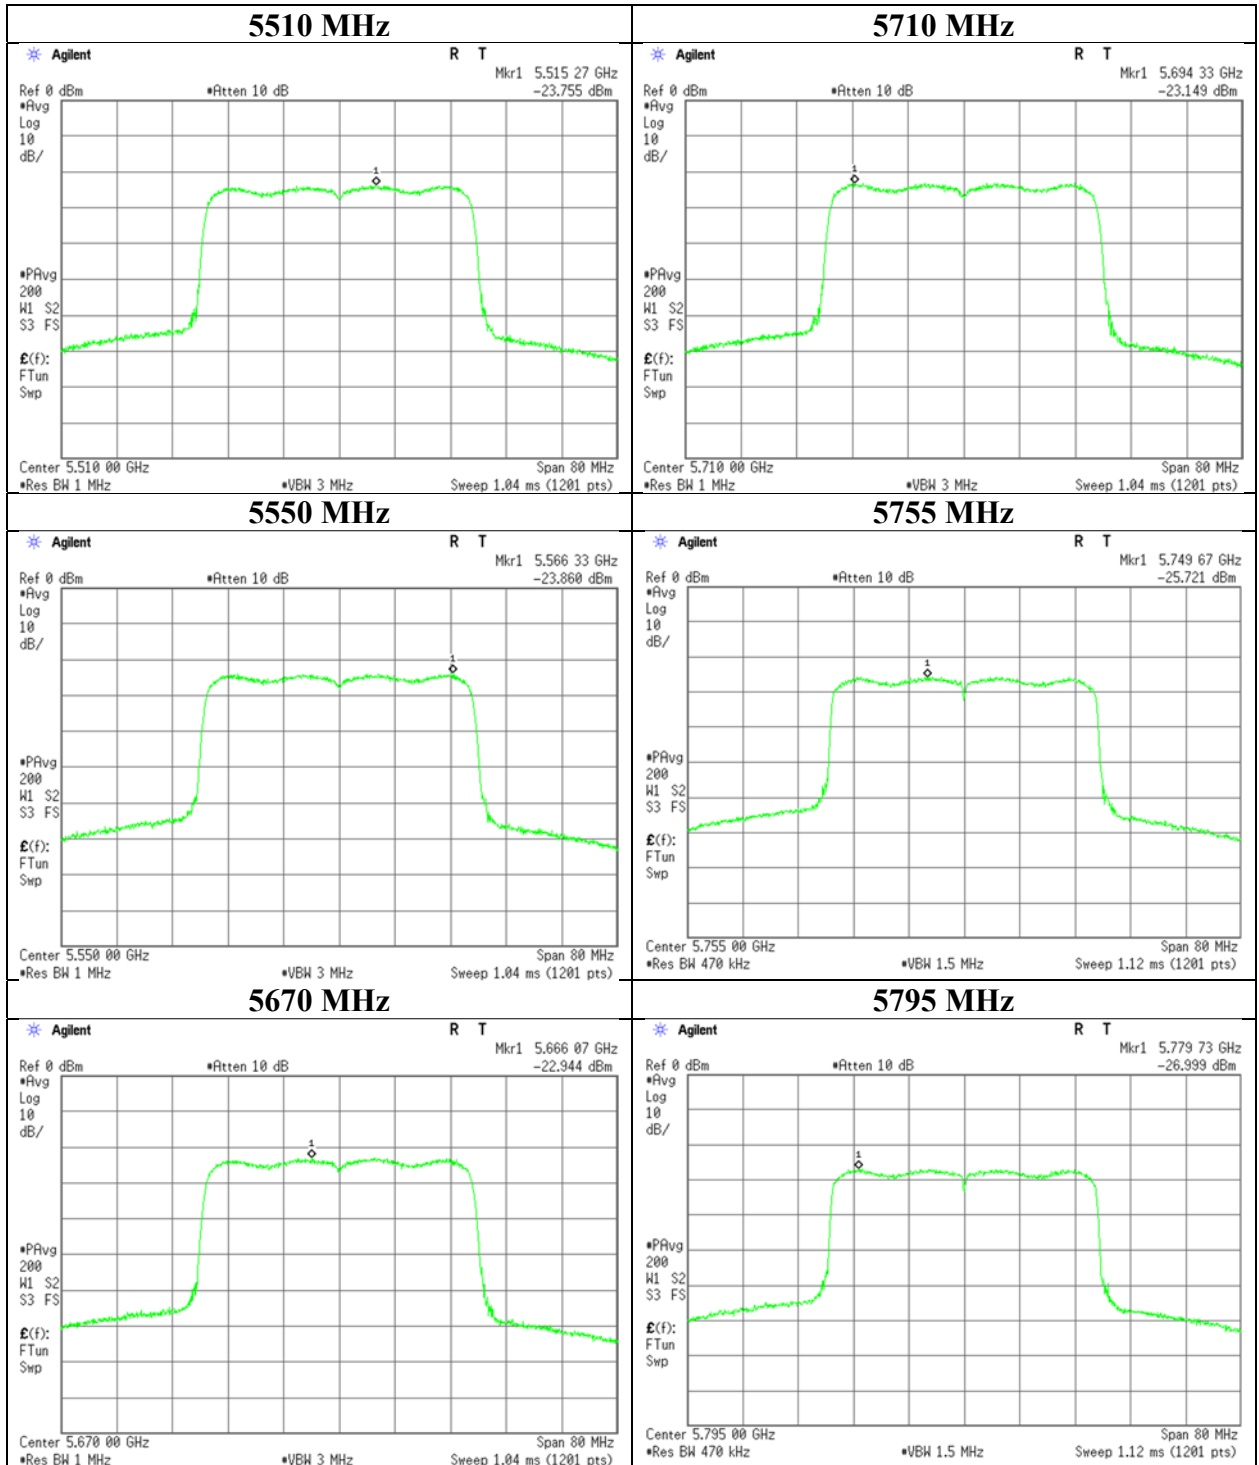 5510 MHz
Agilent
R T
Mkr1 5.515 27 GHz
Ref 0 dBm #Atten 10 dB -23.755 dBm
#Avg
Log
10
dB/
1
#PAvg
200
W1 S2
S3 FS
£(f):
FTun
Swp
Center 5.510 00 GHz Span 80 MHz
#Res BW 1 MHz #VBW 3 MHz Sweep 1.04 ms (1201 pts)
5710 MHz
Agilent
R T
Mkr1 5.694 33 GHz
Ref 0 dBm #Atten 10 dB -23.149 dBm
#Avg
Log
10
dB/
1
#PAvg
200
W1 S2
S3 FS
£(f):
FTun
Swp
Center 5.710 00 GHz Span 80 MHz
#Res BW 1 MHz #VBW 3 MHz Sweep 1.04 ms (1201 pts)
5550 MHz
Agilent
R T
Mkr1 5.566 33 GHz
Ref 0 dBm #Atten 10 dB -23.860 dBm
#Avg
Log
10
dB/
1
#PAvg
200
W1 S2
S3 FS
£(f):
FTun
Swp
Center 5.550 00 GHz Span 80 MHz
#Res BW 1 MHz #VBW 3 MHz Sweep 1.04 ms (1201 pts)
5755 MHz
Agilent
R T
Mkr1 5.749 67 GHz
Ref 0 dBm #Atten 10 dB -25.721 dBm
#Avg
Log
10
dB/
1
#PAvg
200
W1 S2
S3 FS
£(f):
FTun
Swp
Center 5.755 00 GHz Span 80 MHz
#Res BW 470 kHz #VBW 1.5 MHz Sweep 1.12 ms (1201 pts)
5670 MHz
Agilent
R T
Mkr1 5.666 07 GHz
Ref 0 dBm #Atten 10 dB -22.944 dBm
#Avg
Log
10
dB/
1
#PAvg
200
W1 S2
S3 FS
£(f):
FTun
Swp
Center 5.670 00 GHz Span 80 MHz
#Res BW 1 MHz #VBW 3 MHz Sweep 1.04 ms (1201 pts)
5795 MHz
Agilent
R T
Mkr1 5.779 73 GHz
Ref 0 dBm #Atten 10 dB -26.999 dBm
#Avg
Log
10
dB/
1
#PAvg
200
W1 S2
S3 FS
£(f):
FTun
Swp
Center 5.795 00 GHz Span 80 MHz
#Res BW 470 kHz #VBW 1.5 MHz Sweep 1.12 ms (1201 pts)